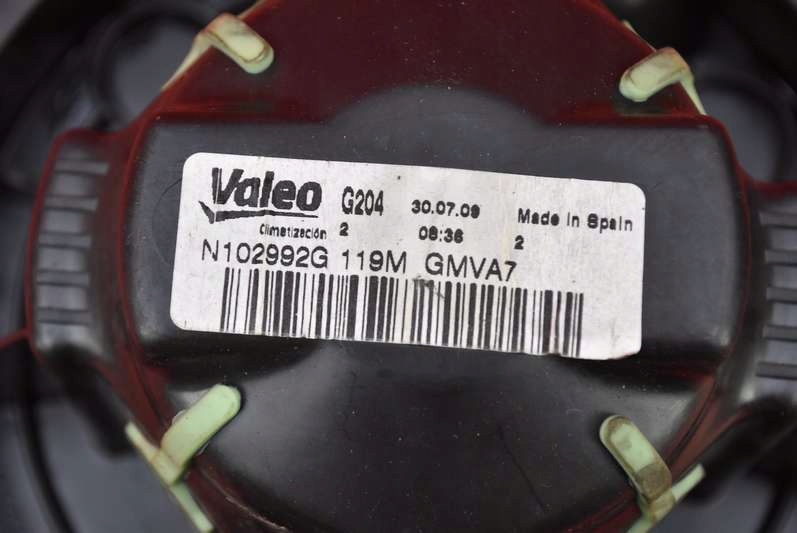 Valeo G204 30.07.09 Made in Spain
Climatización 2 08:36 2
N102992G 119M GMVA7